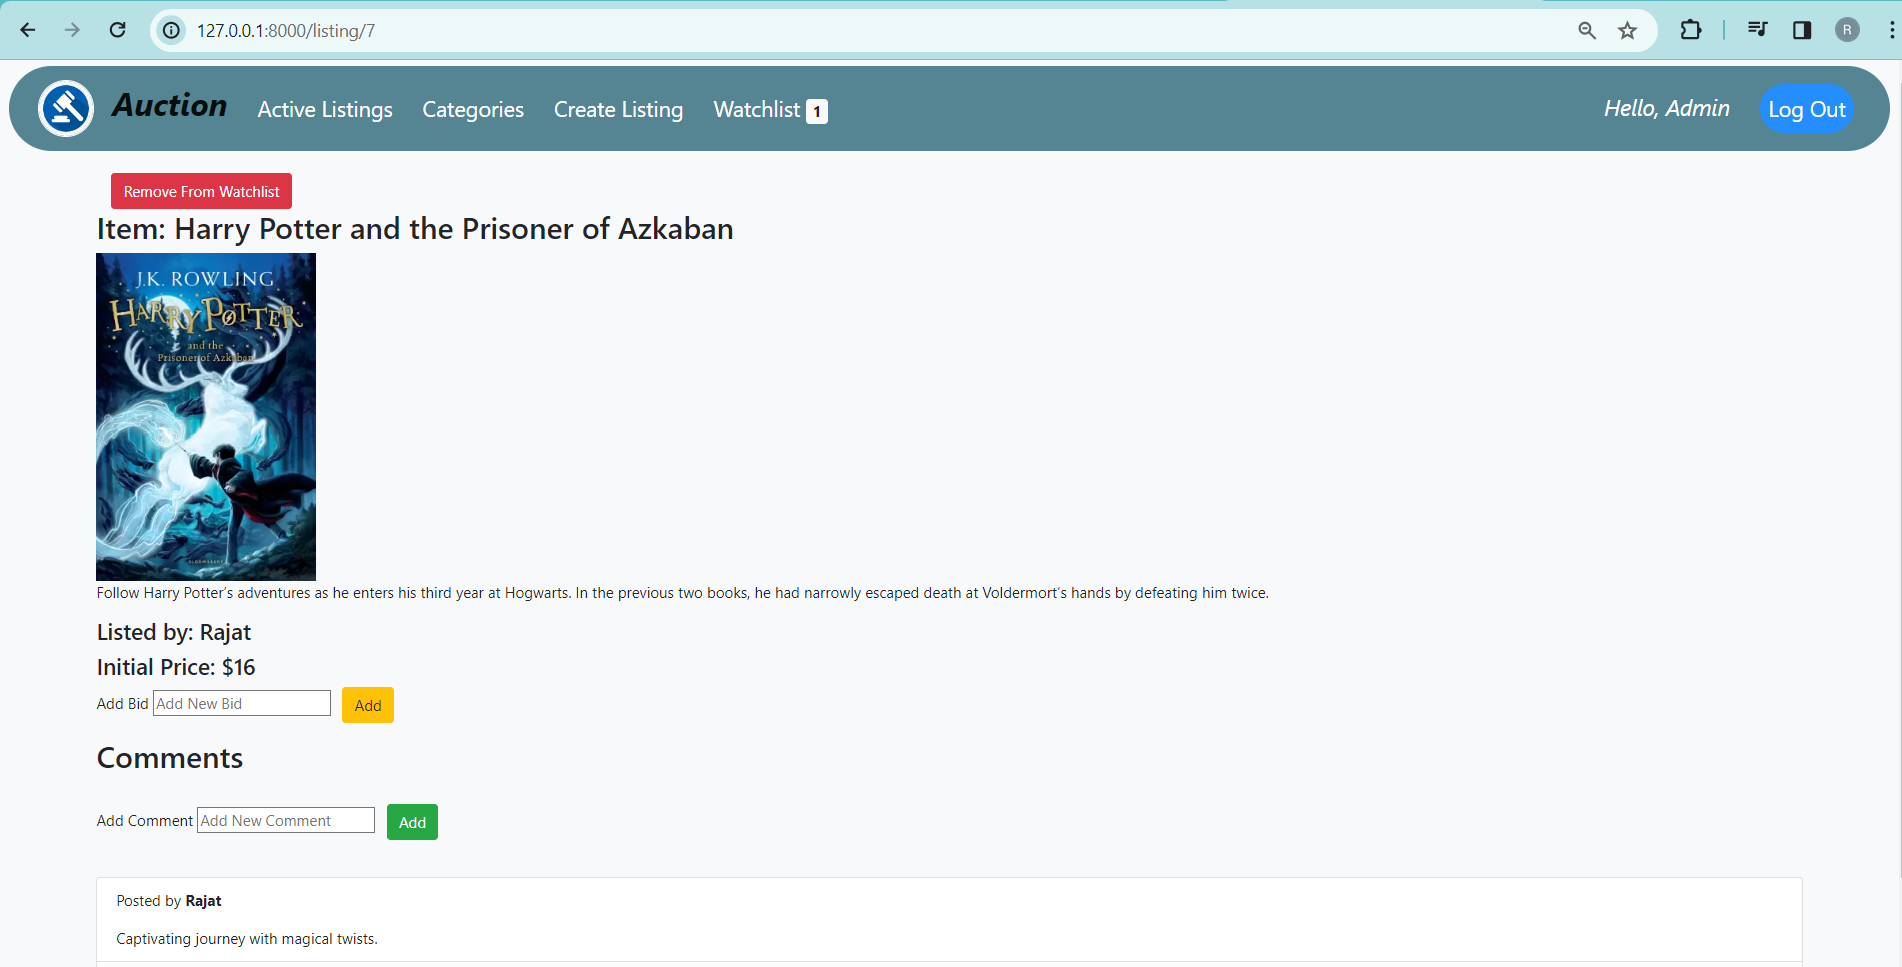 127.0.0.1:8000/listing/7
R
Auction Active Listings Categories Create Listing Watchlist 1 Hello, Admin Log Out
Remove From Watchlist
Item: Harry Potter and the Prisoner of Azkaban
J.K. ROWLING
HARRY POTTER
and the
Prisoner of Azkaban
BLOOMSBURY
Follow Harry Potter’s adventures as he enters his third year at Hogwarts. In the previous two books, he had narrowly escaped death at Voldermort’s hands by defeating him twice.
Listed by: Rajat
Initial Price: $16
Add Bid Add New Bid Add
Comments
Add Comment Add New Comment Add
Posted by Rajat
Captivating journey with magical twists.